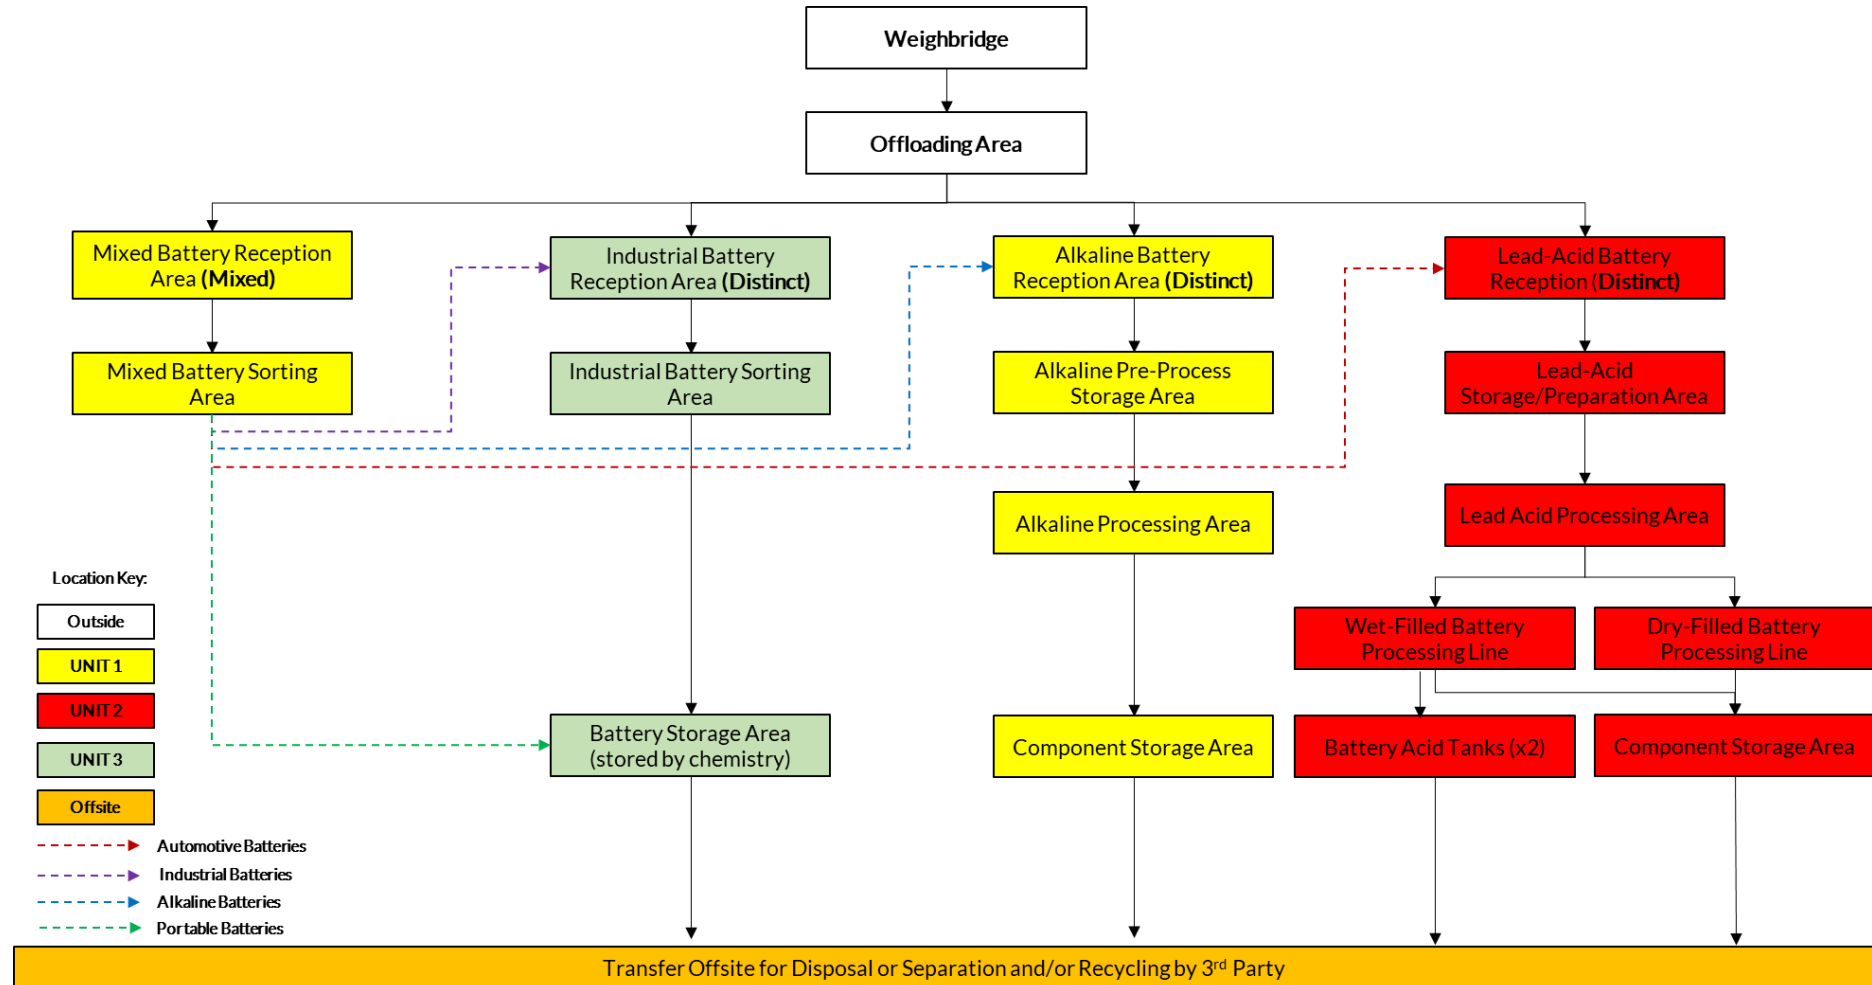 Weighbridge
Offloading Area
Mixed Battery Reception
Area (Mixed)
Industrial Battery
Reception Area (Distinct)
Alkaline Battery
Reception Area (Distinct)
Lead-Acid Battery
Reception (Distinct)
Mixed Battery Sorting
Area
Industrial Battery Sorting
Area
Alkaline Pre-Process
Storage Area
Lead-Acid
Storage/Preparation Area
Alkaline Processing Area
Lead Acid Processing Area
Wet-Filled Battery
Processing Line
Dry-Filled Battery
Processing Line
Battery Storage Area
(stored by chemistry)
Component Storage Area
Battery Acid Tanks (x2)
Component Storage Area
Location Key:
Outside
UNIT 1
UNIT 2
UNIT 3
Offsite
Automotive Batteries
Industrial Batteries
Alkaline Batteries
Portable Batteries
Transfer Offsite for Disposal or Separation and/or Recycling by 3rd Party